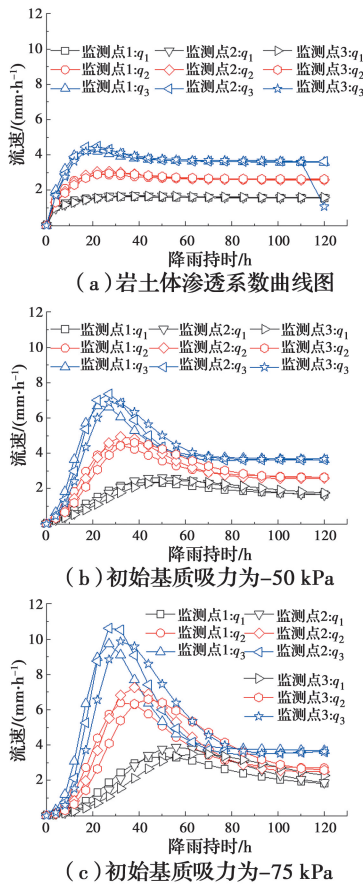 监测点1:q₁ 监测点2:q₁ 监测点3:q₁
监测点1:q₂ 监测点2:q₂ 监测点3:q₂
监测点1:q₃ 监测点2:q₃ 监测点3:q₃
流速/(mm·h⁻¹)
12
10
8
6
4
2
0 20 40 60 80 100 120
降雨持时/h
(a)岩土体渗透系数曲线图
监测点1:q₁ 监测点2:q₁ 监测点3:q₁
监测点1:q₂ 监测点2:q₂ 监测点3:q₂
监测点1:q₃ 监测点2:q₃ 监测点3:q₃
流速/(mm·h⁻¹)
12
10
8
6
4
2
0 20 40 60 80 100 120
降雨持时/h
(b)初始基质吸力为-50 kPa
监测点1:q₁ 监测点2:q₁
监测点1:q₂ 监测点2:q₂
监测点1:q₃ 监测点2:q₃
监测点3:q₁
监测点3:q₂
监测点3:q₃
流速/(mm·h⁻¹)
12
10
8
6
4
2
0 20 40 60 80 100 120
降雨持时/h
(c)初始基质吸力为-75 kPa